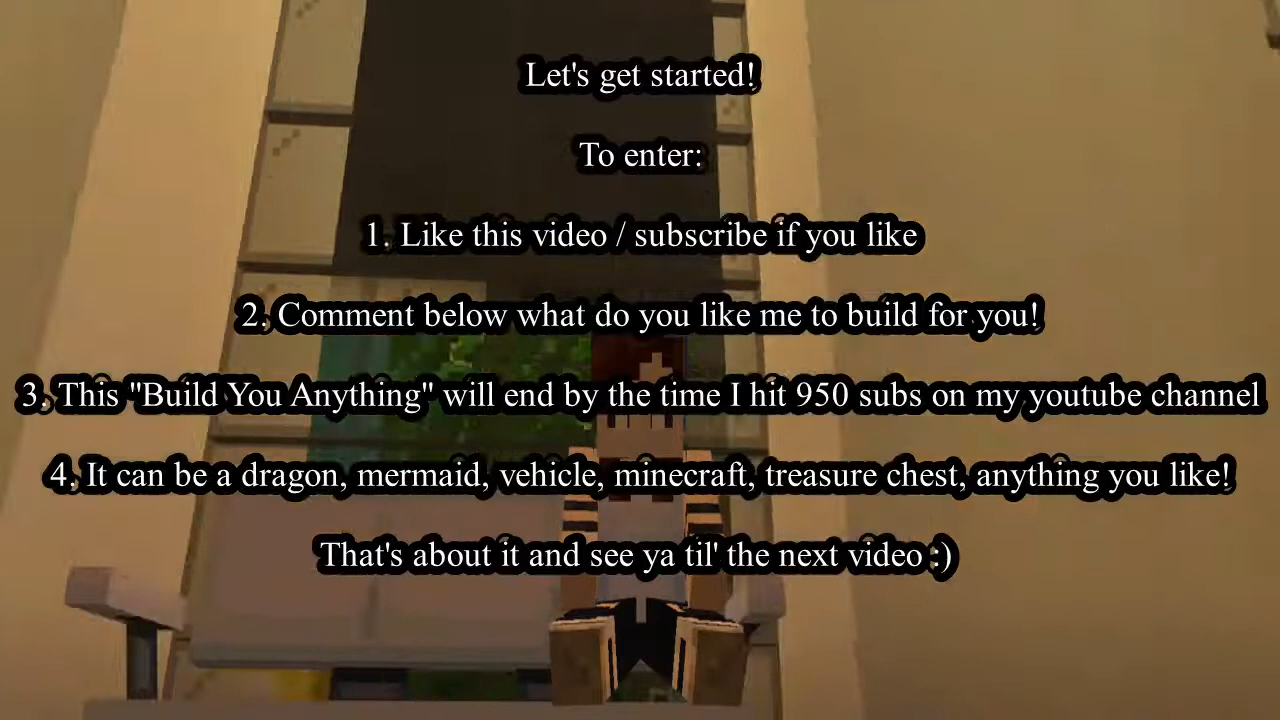 Let's get started!
To enter:
1. Like this video / subscribe if you like
2. Comment below what do you like me to build for you!
3. This "Build You Anything" will end by the time I hit 950 subs on my youtube channel
4. It can be a dragon, mermaid, vehicle, minecraft, treasure chest, anything you like!
That's about it and see ya til' the next video :)